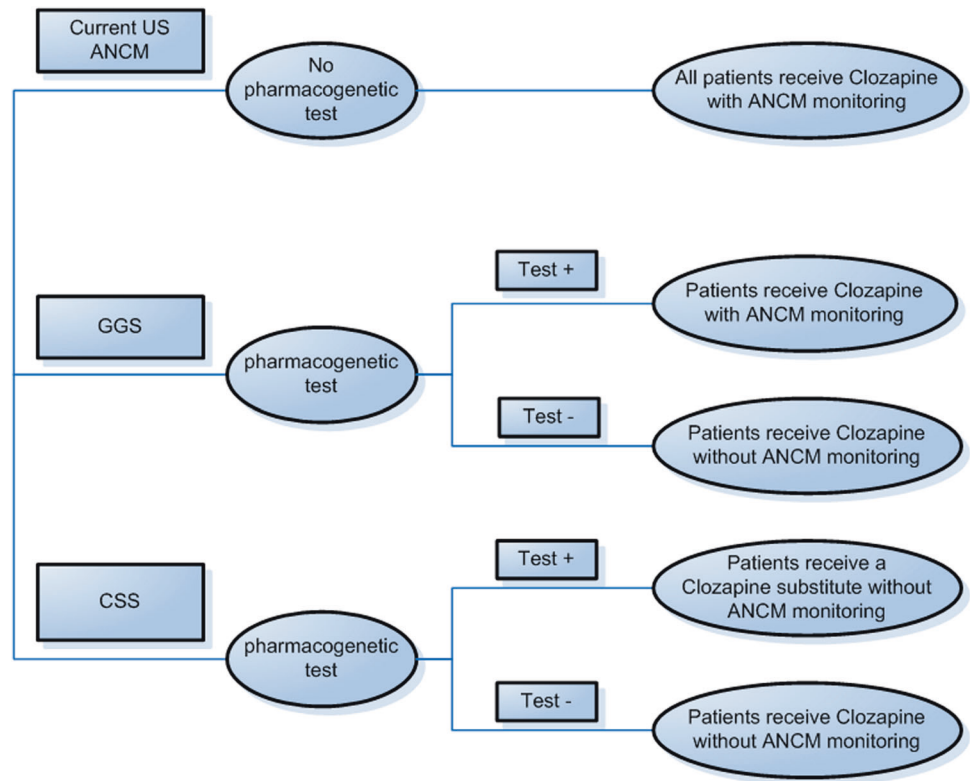 Current US
ANCM
No
pharmacogenetic
test
All patients receive Clozapine
with ANCM monitoring
GGS
pharmacogenetic
test
Test +
Patients receive Clozapine
with ANCM monitoring
Test -
Patients receive Clozapine
without ANCM monitoring
CSS
pharmacogenetic
test
Test +
Patients receive a
Clozapine substitute without
ANCM monitoring
Test -
Patients receive Clozapine
without ANCM monitoring